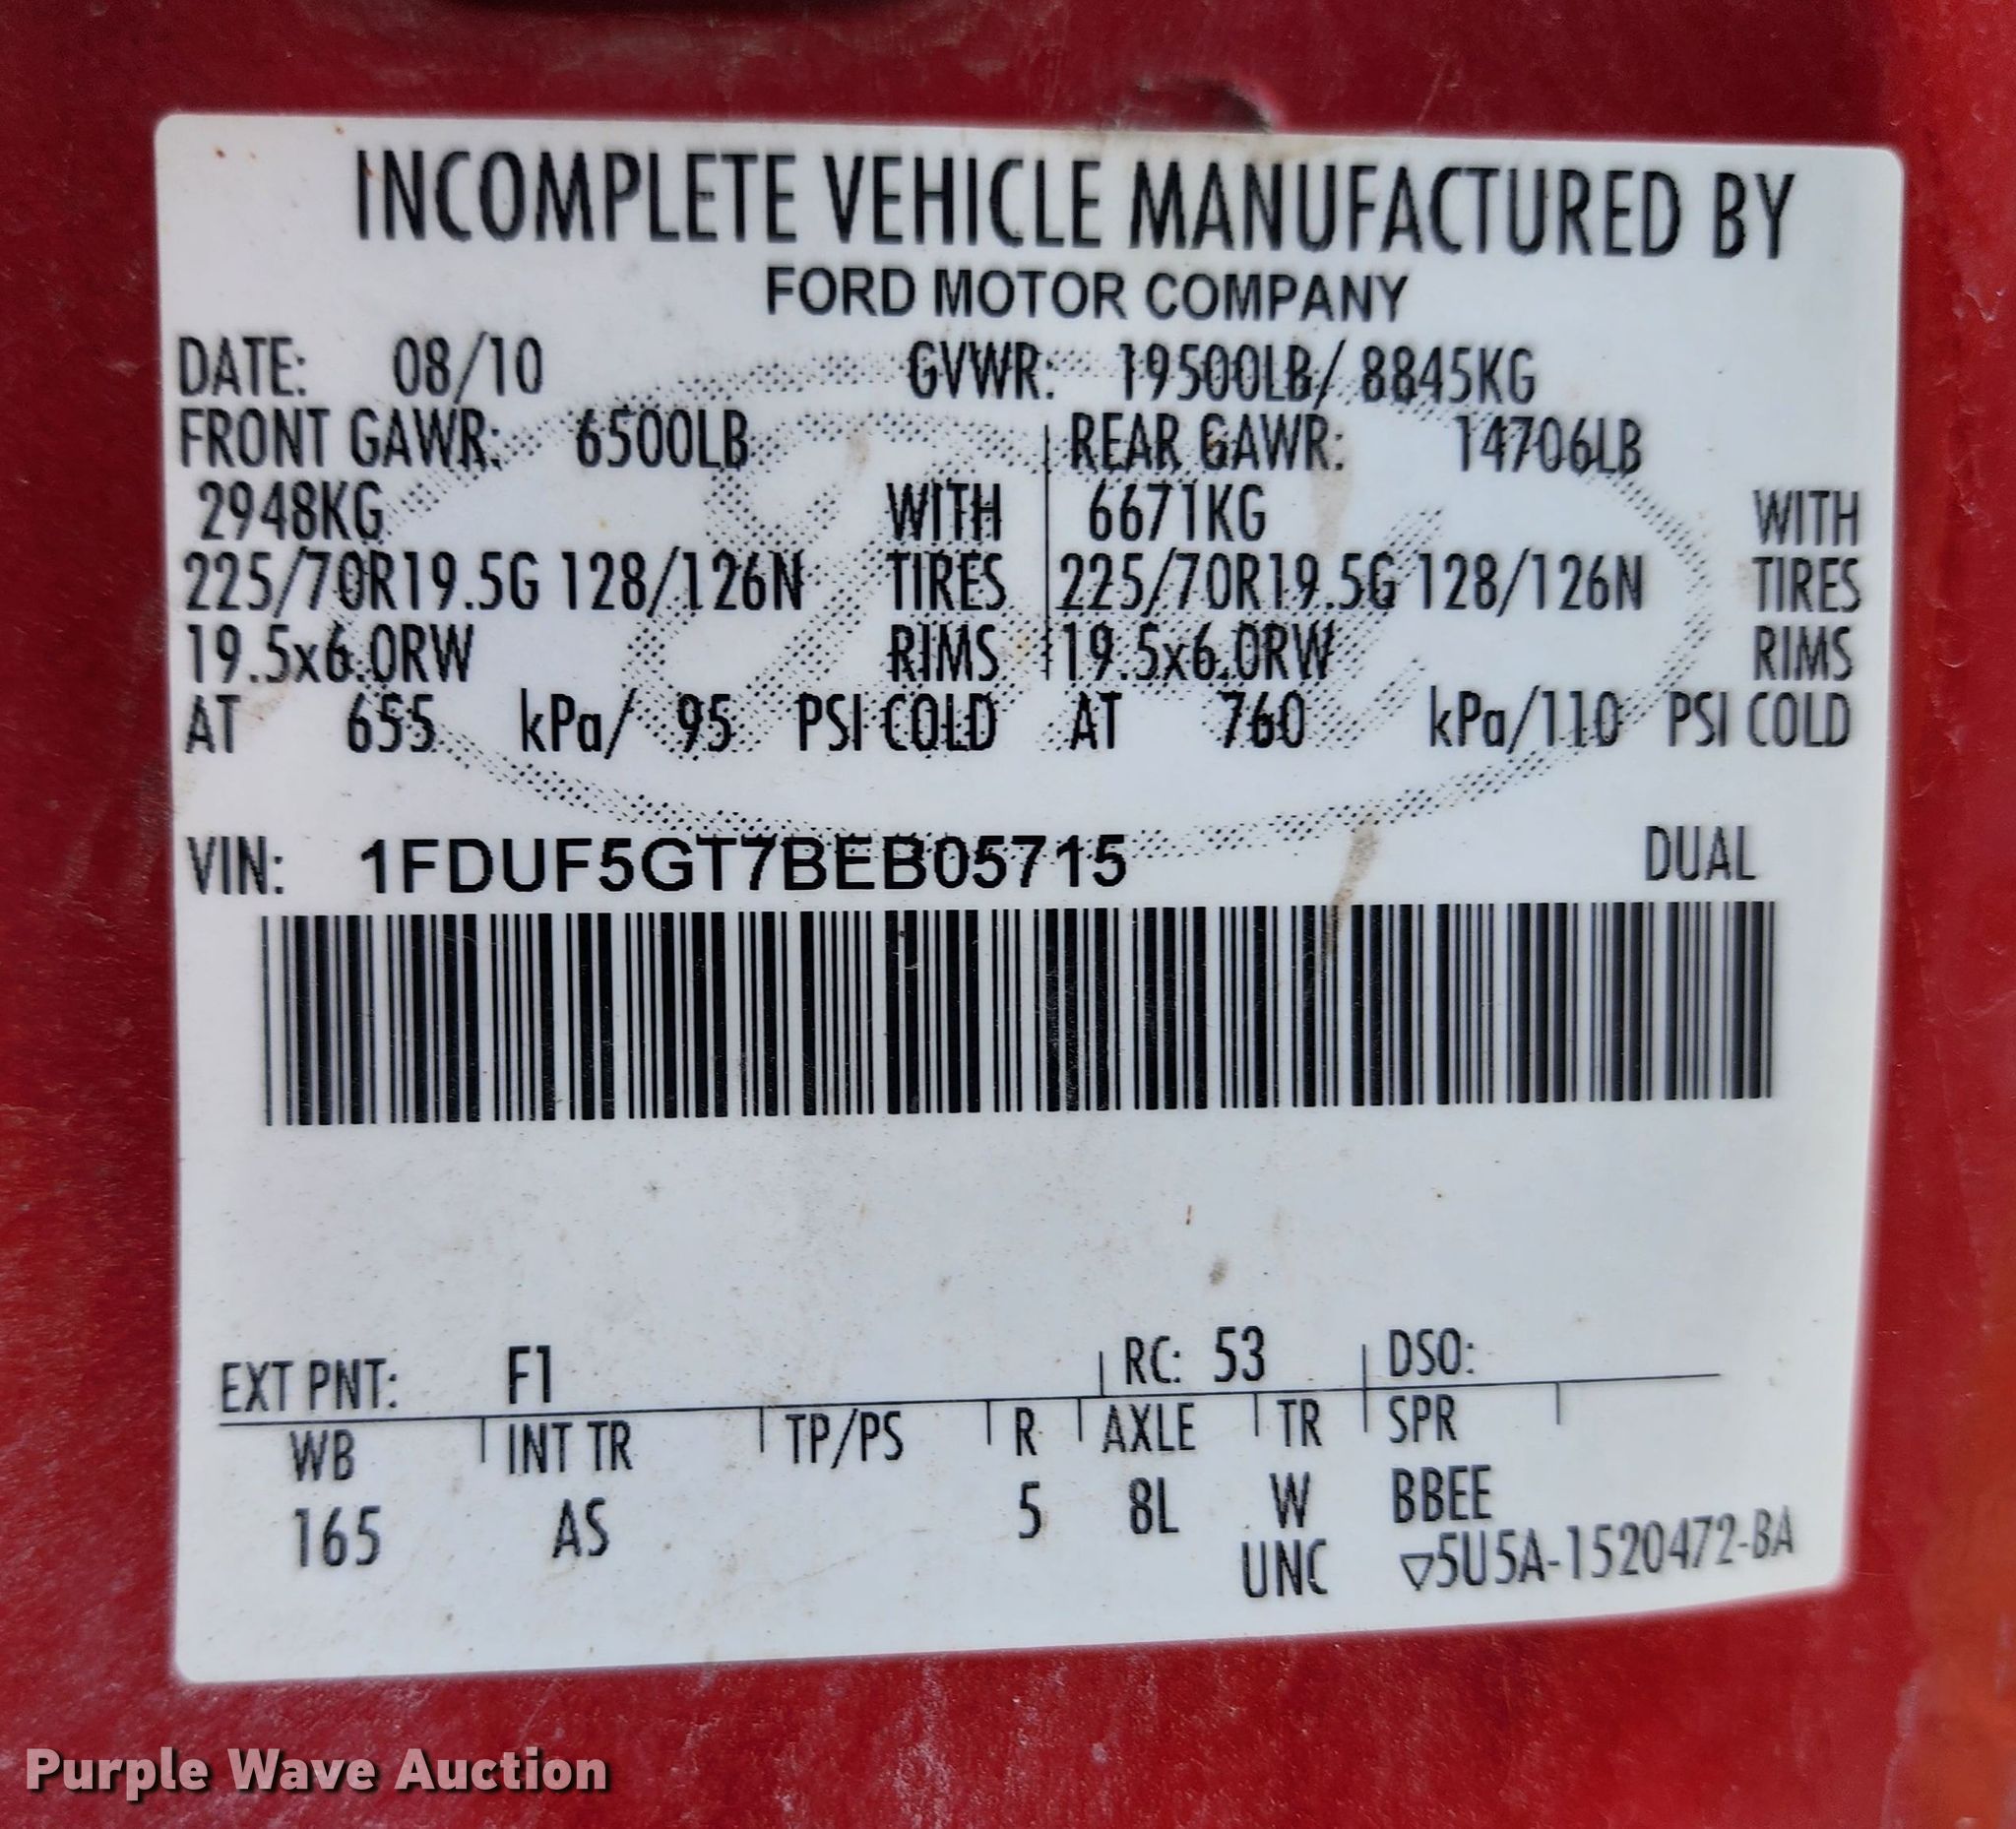 INCOMPLETE VEHICLE MANUFACTURED BY
FORD MOTOR COMPANY
DATE: 08/10 GVWR: 19500LB/ 8845KG
FRONT GAWR: 6500LB REAR GAWR: 14706LB
2948KG WITH 6671KG WITH
225/70R19.5G 128/126N TIRES 225/70R19.5G 128/126N TIRES
19.5x6.0RW RIMS 19.5x6.0RW RIMS
AT 655 kPa/ 95 PSI COLD AT 760 kPa/110 PSI COLD
VIN: 1FDUF5GT7BEB05715 DUAL
EXT PNT: F1 RC: 53 DSO:
WB INT TR TP/PS R AXLE TR SPR
165 AS 5 8L W BBEE
UNC ▽5U5A-1520472-BA
Purple Wave Auction